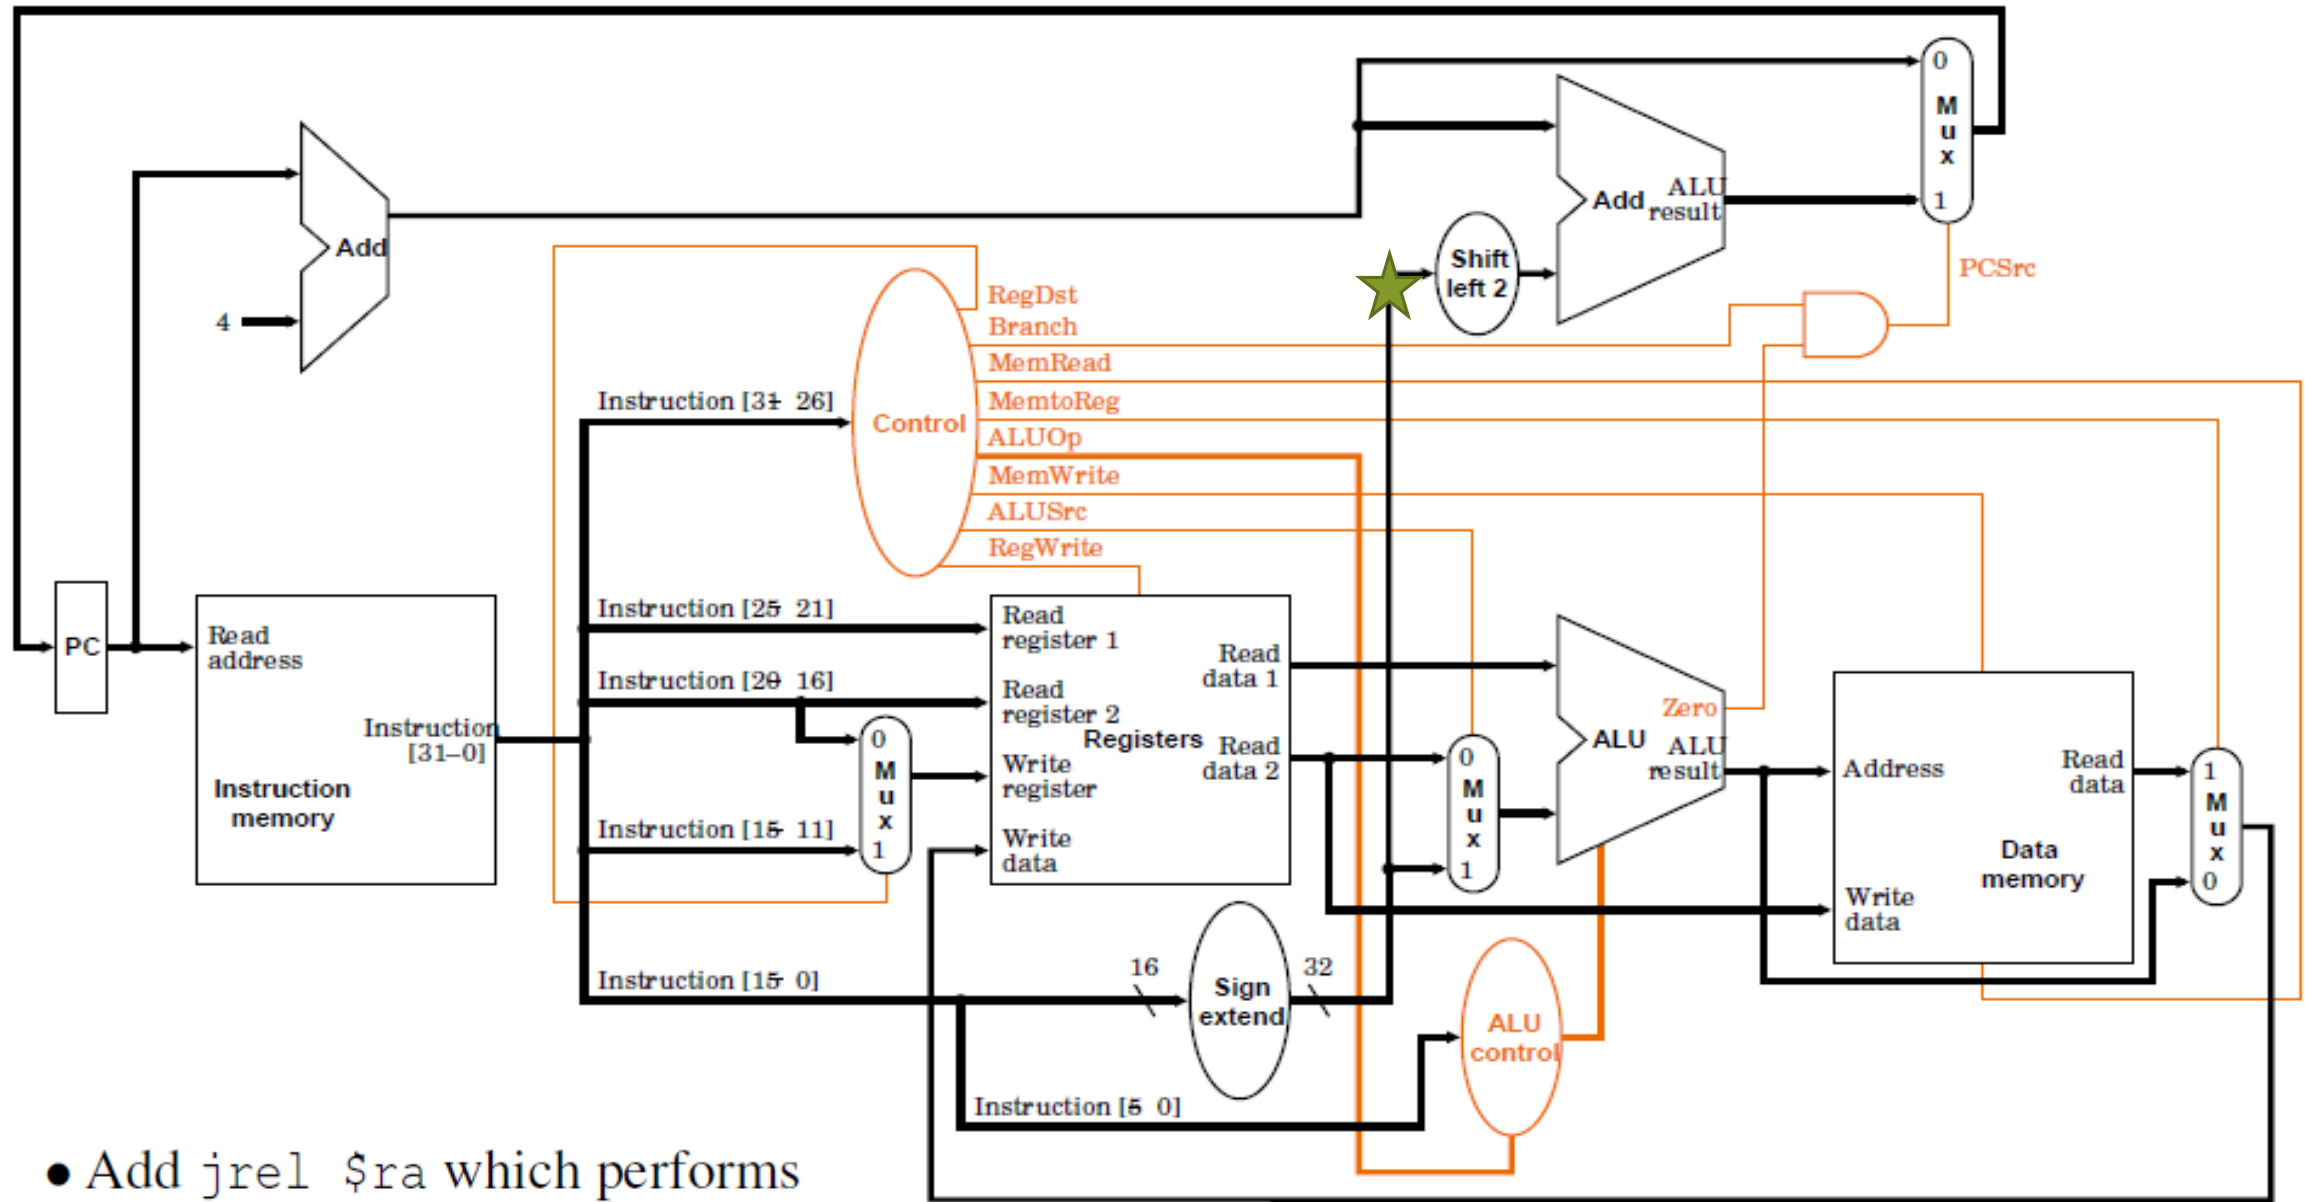 0
M
u
x
1
Add
ALU
result
Add
4
Shift
left 2
PCSrc
RegDst
Branch
MemRead
MemtoReg
ALUOp
MemWrite
ALUSrc
RegWrite
Control
Instruction [31 26]
Instruction [25 21]
Instruction [20 16]
Instruction [15 11]
Instruction [15 0]
Instruction [5 0]
PC
Read
address
Instruction
[31–0]
Instruction
memory
0
M
u
x
1
Read
register 1
Read
register 2
Write
register
Write
data
Registers
Read
data 1
Read
data 2
0
M
u
x
1
Zero
ALU
ALU
result
Address
Read
data
Data
memory
Write
data
1
M
u
x
0
16
Sign
extend
32
ALU
control
● Add jrel $ra which performs